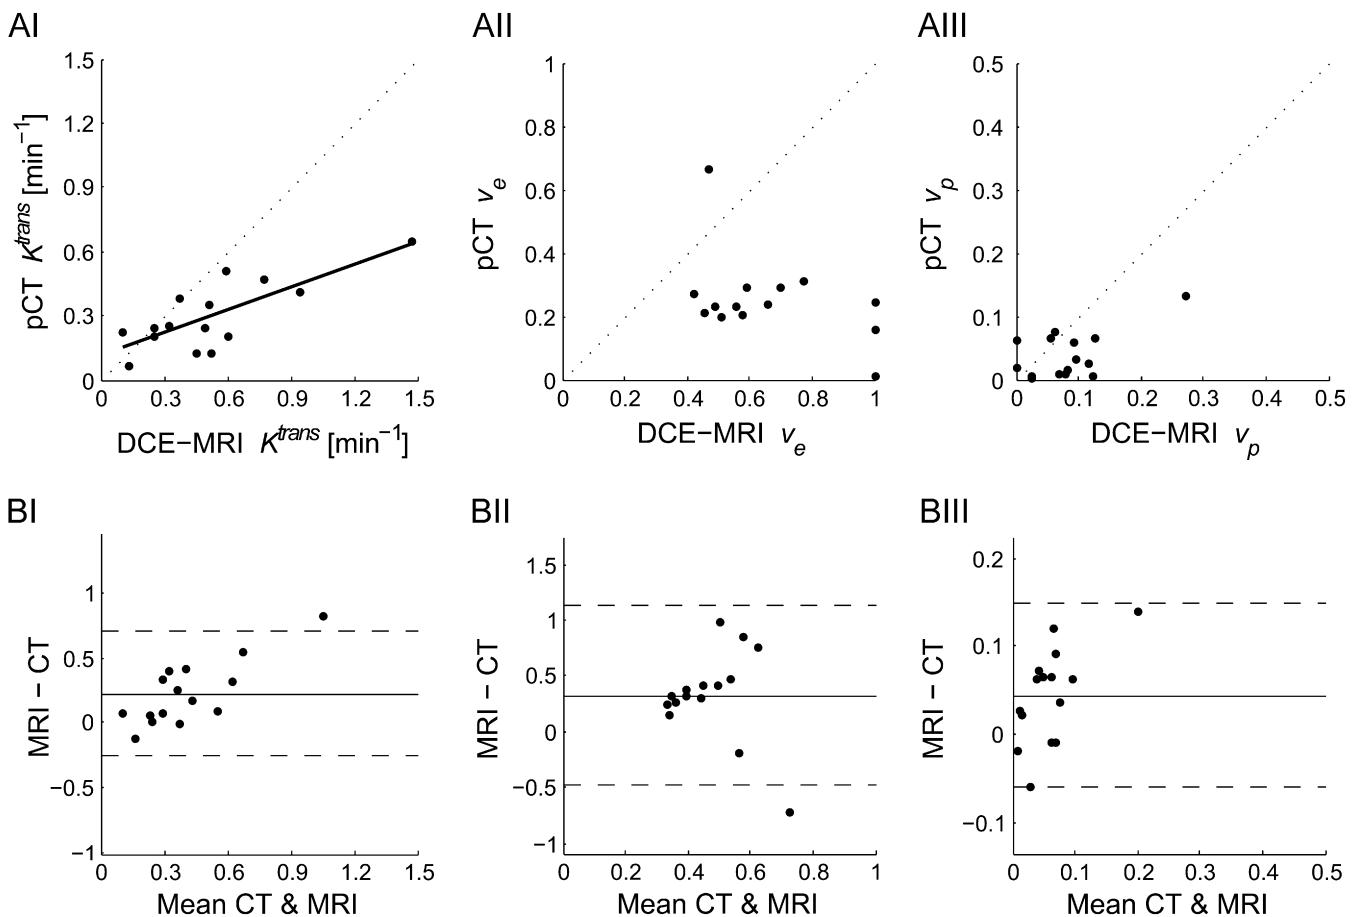 AI
AII
AIII
1.5
1.2
0.9
0.6
0.3
0
0 0.3 0.6 0.9 1.2 1.5
pCT Ktrans [min−1]
DCE−MRI Ktrans [min−1]
1
0.8
0.6
0.4
0.2
0
0 0.2 0.4 0.6 0.8 1
pCT ve
DCE−MRI ve
0.5
0.4
0.3
0.2
0.1
0
0 0.1 0.2 0.3 0.4 0.5
pCT vp
DCE−MRI vp
BI
BII
BIII
1
0.5
0
−0.5
−1
0 0.3 0.6 0.9 1.2 1.5
MRI − CT
Mean CT & MRI
1.5
1
0.5
0
−0.5
−1
0 0.2 0.4 0.6 0.8 1
MRI − CT
Mean CT & MRI
0.2
0.1
0
−0.1
0 0.1 0.2 0.3 0.4 0.5
MRI − CT
Mean CT & MRI